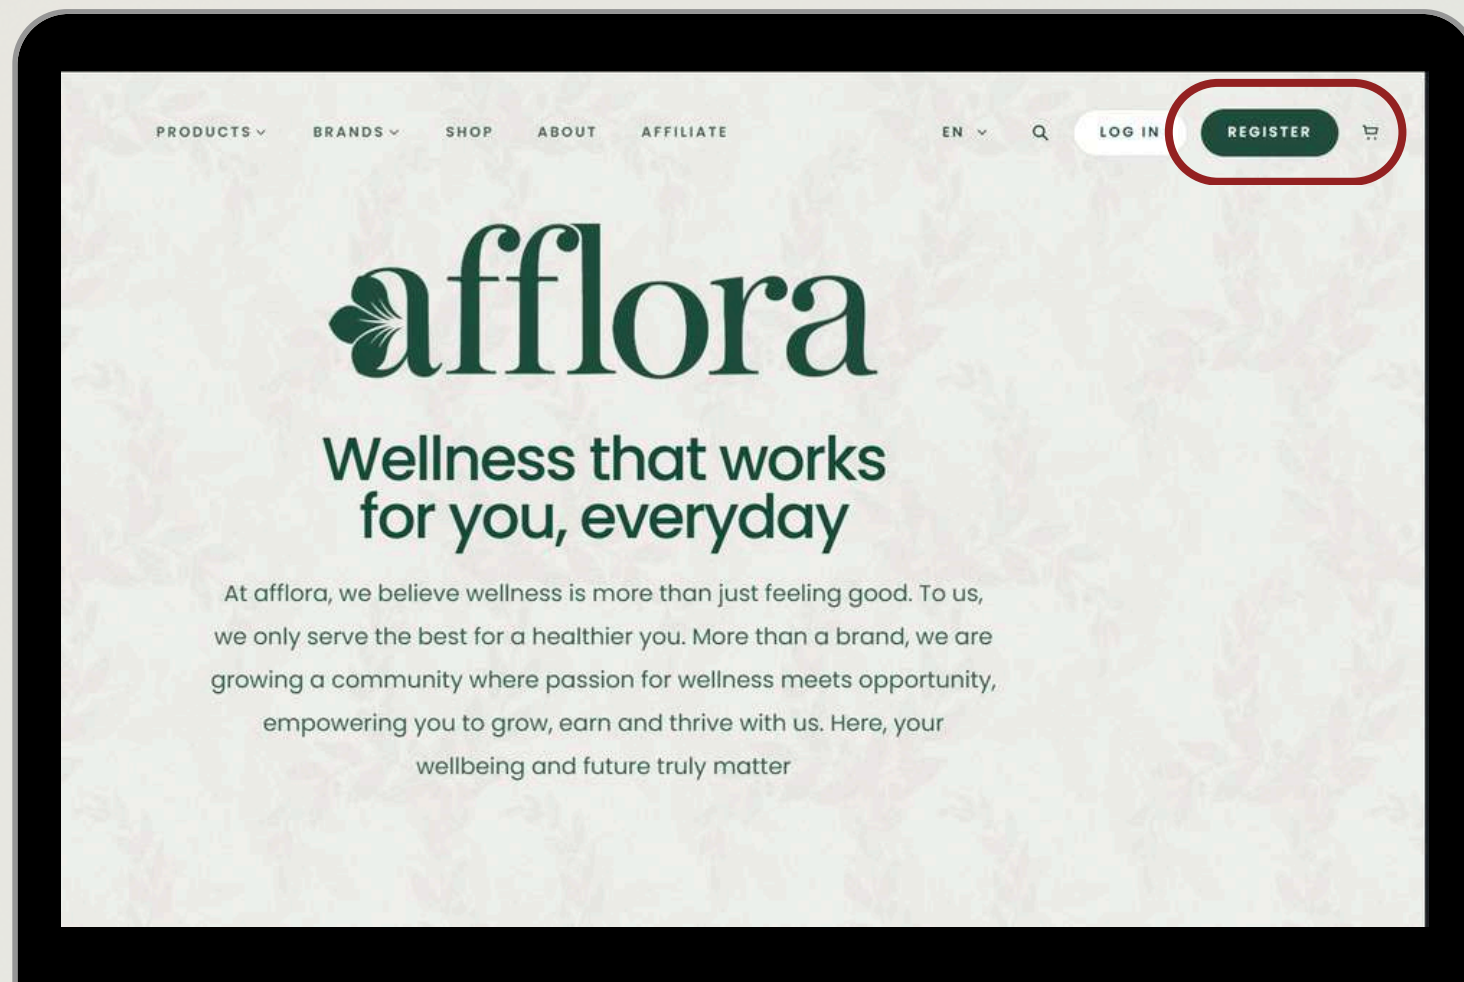 PRODUCTS BRANDS SHOP ABOUT AFFILIATE EN LOG IN REGISTER
afflora
Wellness that works
for you, everyday
At afflora, we believe wellness is more than just feeling good. To us,
we only serve the best for a healthier you. More than a brand, we are
growing a community where passion for wellness meets opportunity,
empowering you to grow, earn and thrive with us. Here, your
wellbeing and future truly matter